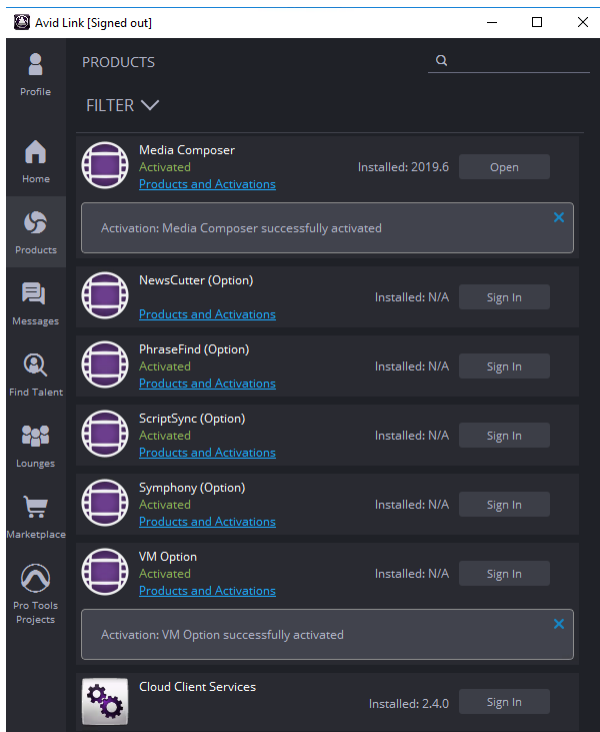 Avid Link [Signed out]
Profile
Home
Products
Messages
Find Talent
Lounges
Marketplace
Pro Tools
Projects
PRODUCTS
FILTER
Media Composer
Activated
Products and Activations
Installed: 2019.6
Open
Activation: Media Composer successfully activated
NewsCutter (Option)
Products and Activations
Installed: N/A
Sign In
PhraseFind (Option)
Activated
Products and Activations
Installed: N/A
Sign In
ScriptSync (Option)
Activated
Products and Activations
Installed: N/A
Sign In
Symphony (Option)
Activated
Products and Activations
Installed: N/A
Sign In
VM Option
Activated
Products and Activations
Installed: N/A
Sign In
Activation: VM Option successfully activated
Cloud Client Services
Installed: 2.4.0
Sign In